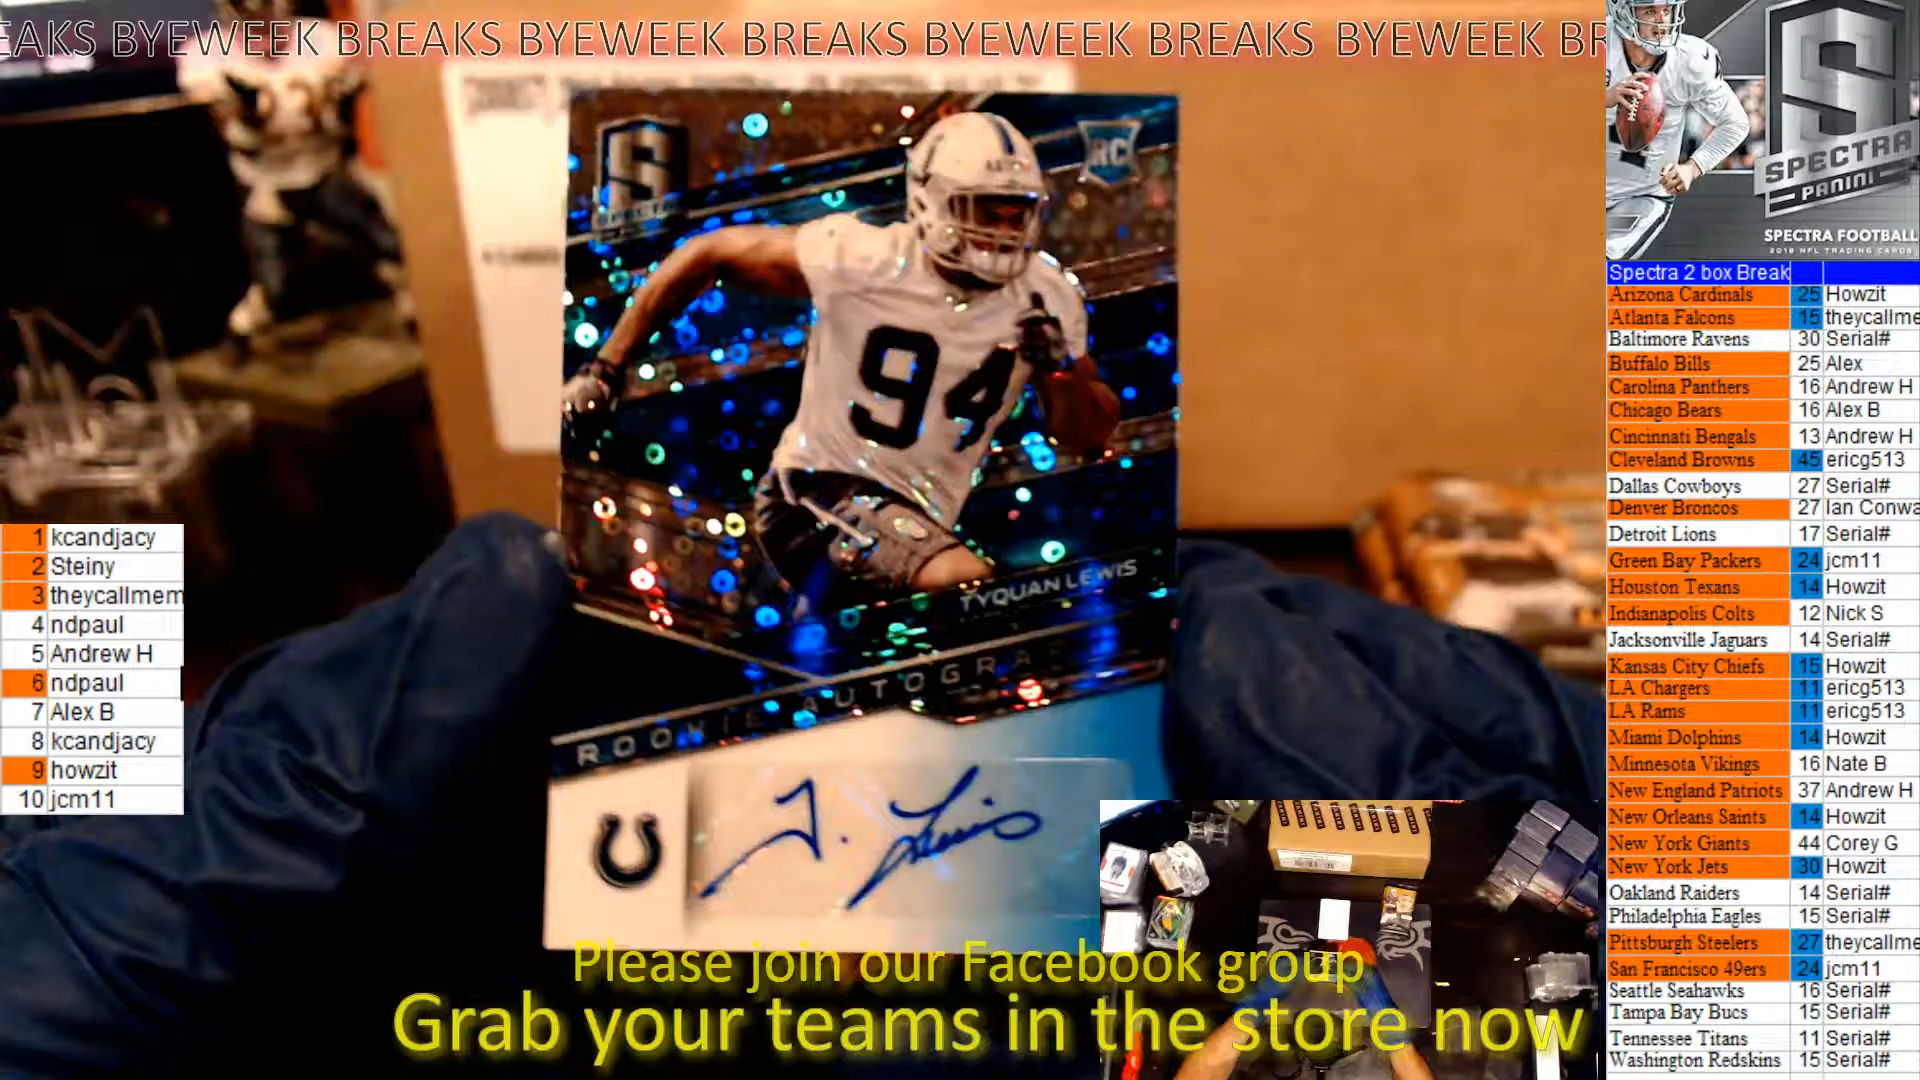 BYEWEEK BREAKS BYEWEEK BREAKS BYEWEEK BREAKS BYEWEEK
S
SPECTRA
RC
94
TYQUAN LEWIS
ROOKIE AUTOGRA
T. Lewis
Please join our Facebook group
Grab your teams in the store now
1 kcandjacy
2 Steiny
3 theycallmem
4 ndpaul
5 Andrew H
6 ndpaul
7 Alex B
8 kcandjacy
9 howzit
10 jcm11
S
SPECTRA
PANINI
SPECTRA FOOTBALL
2018 NFL TRADING CARDS
Spectra 2 box Break
Arizona Cardinals 25 Howzit
Atlanta Falcons 15 theycallme
Baltimore Ravens 30 Serial#
Buffalo Bills 25 Alex
Carolina Panthers 16 Andrew H
Chicago Bears 16 Alex B
Cincinnati Bengals 13 Andrew H
Cleveland Browns 45 ericg513
Dallas Cowboys 27 Serial#
Denver Broncos 27 Ian Conwa
Detroit Lions 17 Serial#
Green Bay Packers 24 jcm11
Houston Texans 14 Howzit
Indianapolis Colts 12 Nick S
Jacksonville Jaguars 14 Serial#
Kansas City Chiefs 15 Howzit
LA Chargers 11 ericg513
LA Rams 11 ericg513
Miami Dolphins 14 Howzit
Minnesota Vikings 16 Nate B
New England Patriots 37 Andrew H
New Orleans Saints 14 Howzit
New York Giants 44 Corey G
New York Jets 30 Howzit
Oakland Raiders 14 Serial#
Philadelphia Eagles 15 Serial#
Pittsburgh Steelers 27 theycallme
San Francisco 49ers 24 jcm11
Seattle Seahawks 16 Serial#
Tampa Bay Bucs 15 Serial#
Tennessee Titans 11 Serial#
Washington Redskins 15 Serial#